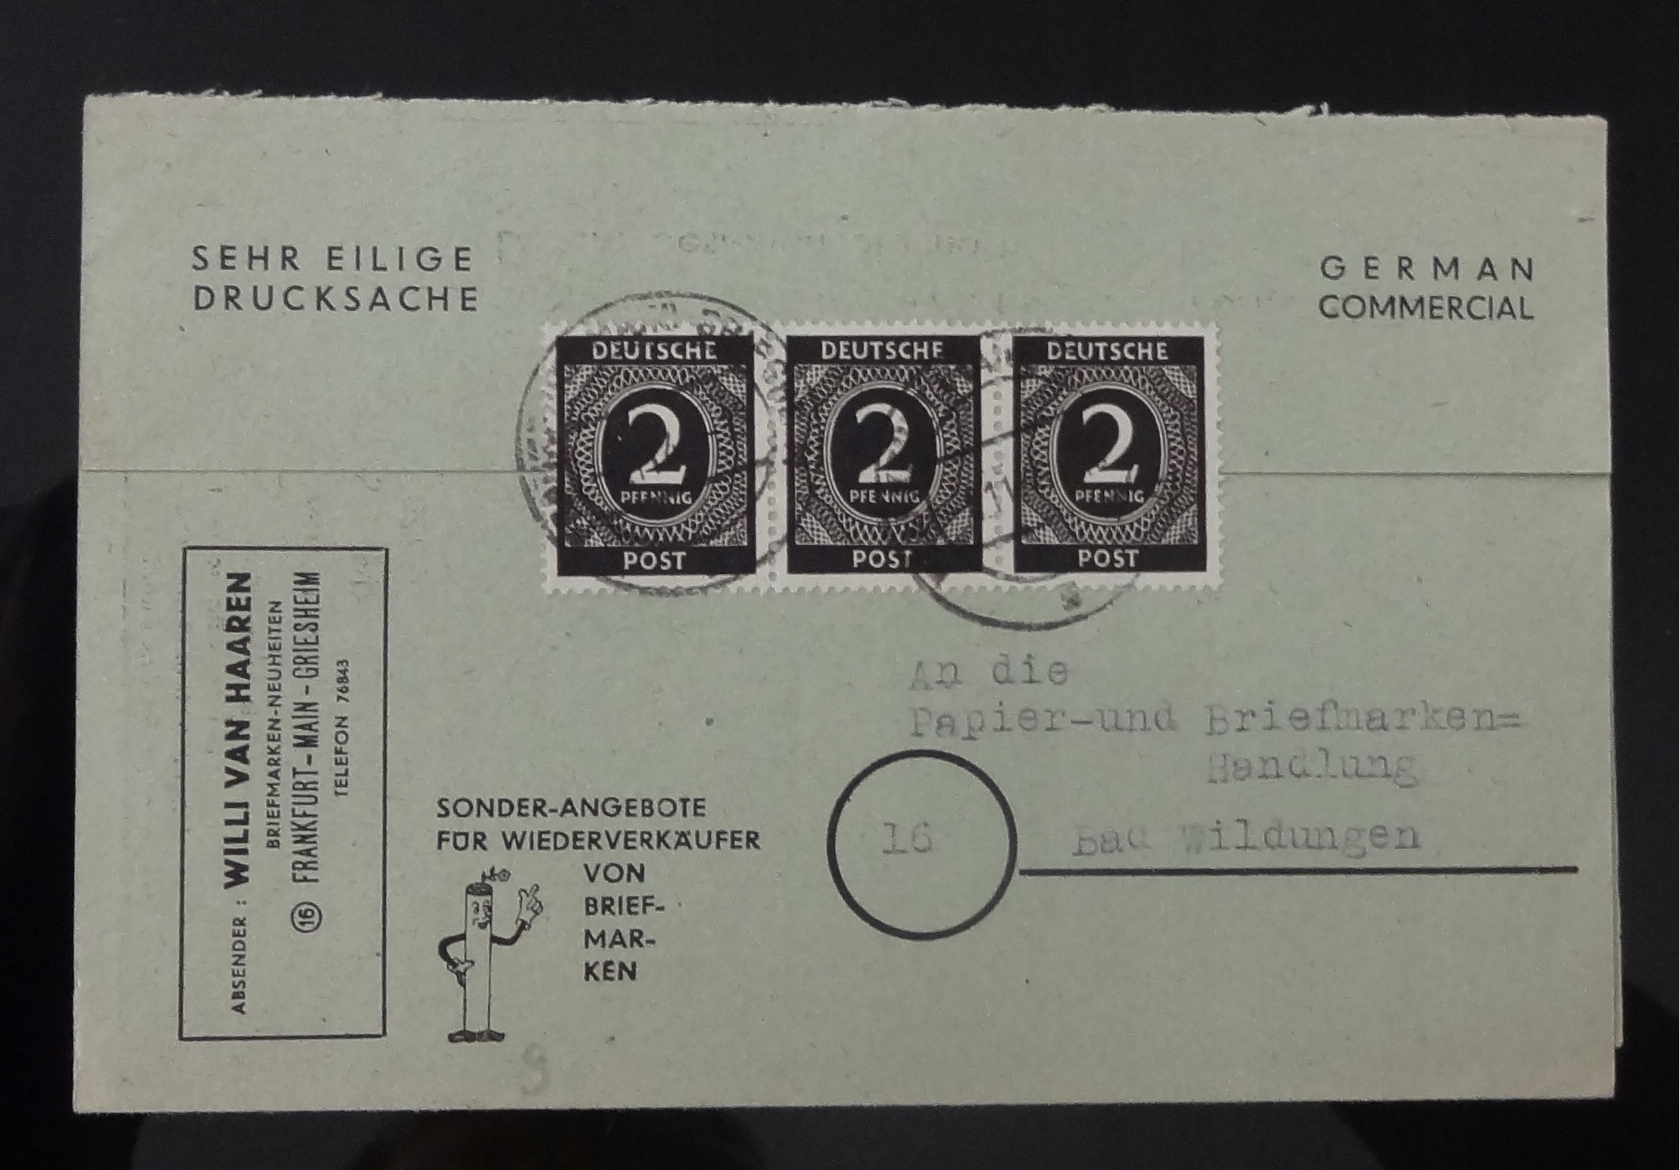 SEHR EILIGE
DRUCKSACHE
GERMAN
COMMERCIAL
DEUTSCHE
2
PFENNIG
POST
DEUTSCHE
2
PFENNIG
POST
DEUTSCHE
2
PFENNIG
POST
ABSENDER : WILLI VAN HAAREN
BRIEFMARKEN-NEUHEITEN
16 FRANKFURT-MAIN-GRIESHEIM
TELEFON 76843
An die
Papier-und Briefmarken=
Handlung
16 Bad Wildungen
SONDER-ANGEBOTE
FÜR WIEDERVERKÄUFER
VON
BRIEF-
MAR-
KEN
9